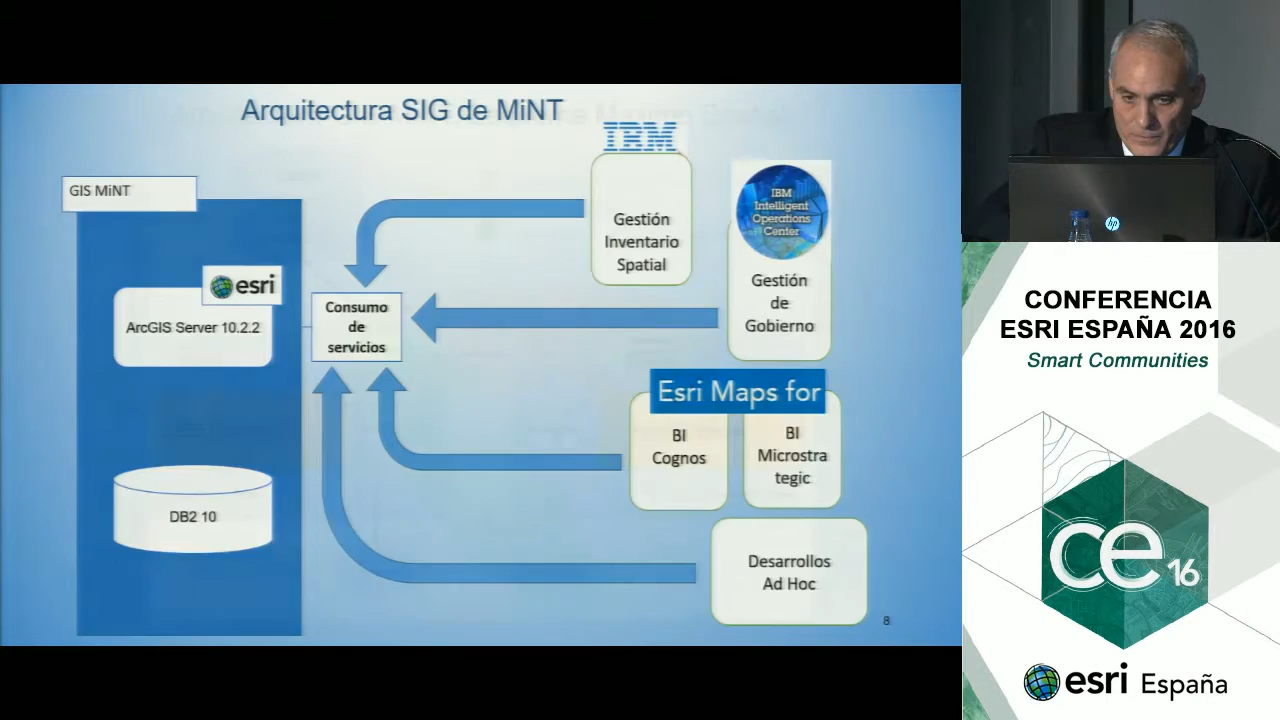 Arquitectura SIG de MiNT
IBM
GIS MiNT
IBM
Intelligent
Operations
Center
Gestión
Inventario
Spatial
esri
Gestión
de
Gobierno
ArcGIS Server 10.2.2
Consumo
de
servicios
Esri Maps for
BI
Cognos
BI
Microstra
tegic
DB2 10
Desarrollos
Ad Hoc
8
hp
CONFERENCIA
ESRI ESPAÑA 2016
Smart Communities
ce16
esri España